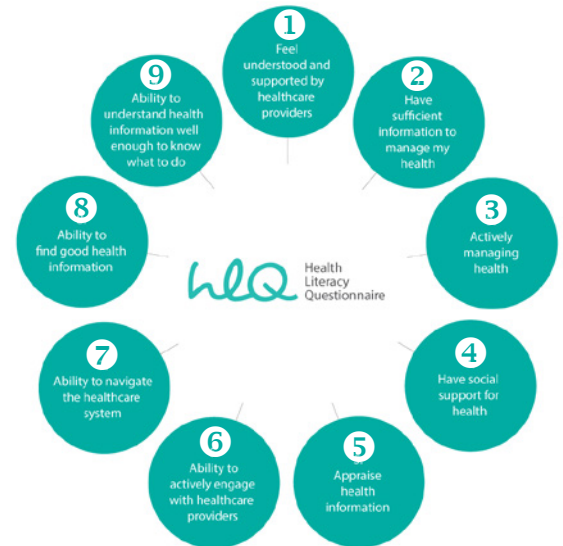 1
Feel
understood and
supported by
healthcare
providers
2
Have
sufficient
information to
manage my
health
3
Actively
managing
health
4
Have social
support for
health
5
Appraise
health
information
6
Ability to
actively engage
with healthcare
providers
7
Ability to navigate
the healthcare
system
8
Ability to
find good health
information
9
Ability to
understand health
information well
enough to know
what to do
hlQ
Health
Literacy
Questionnaire